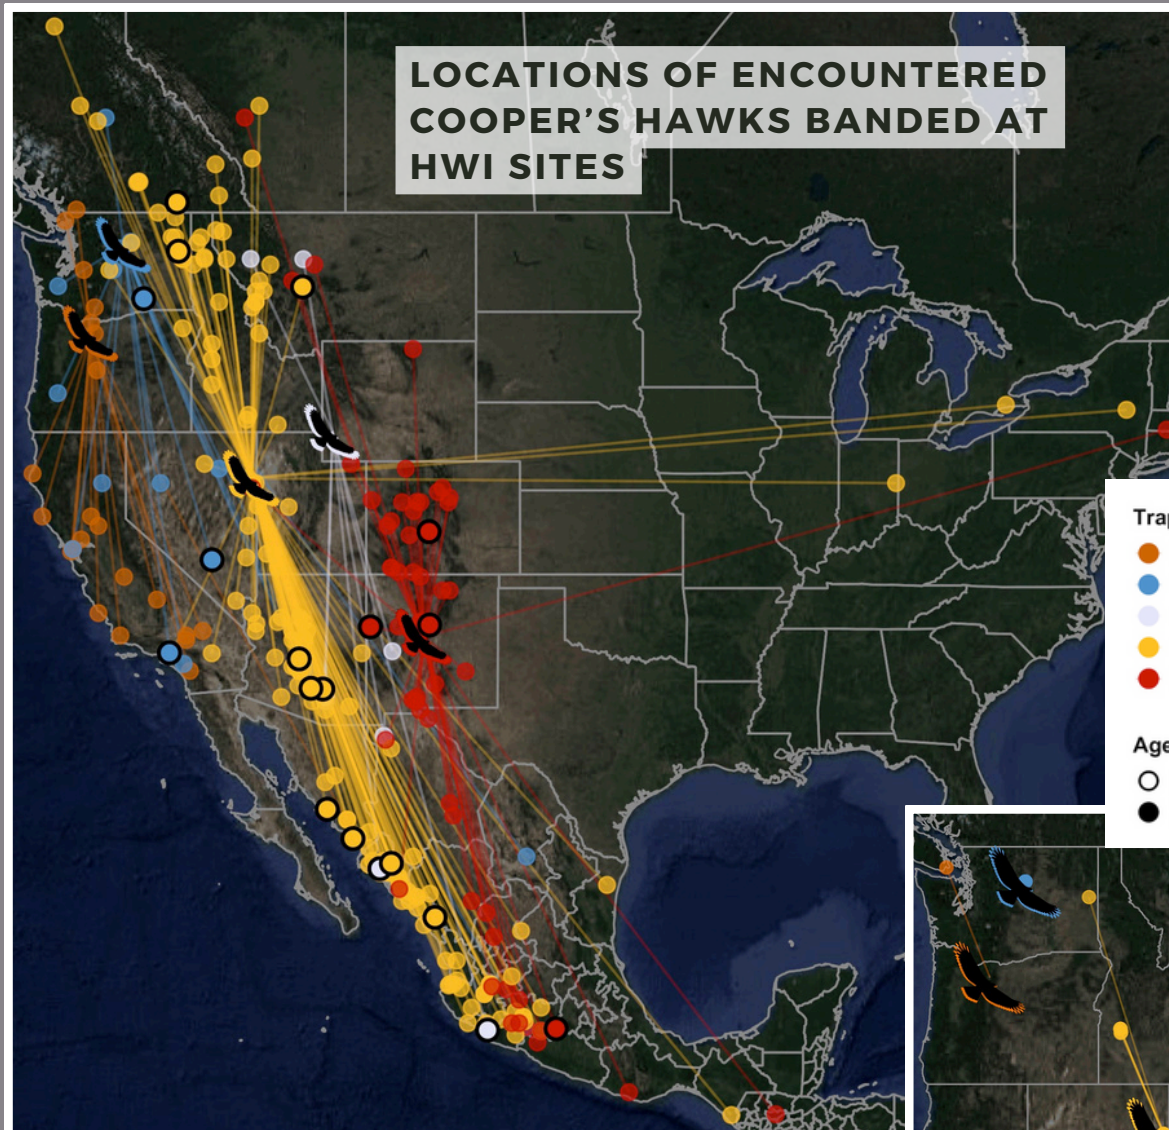 LOCATIONS OF ENCOUNTERED
COOPER'S HAWKS BANDED AT
HWI SITES
Trap
Age